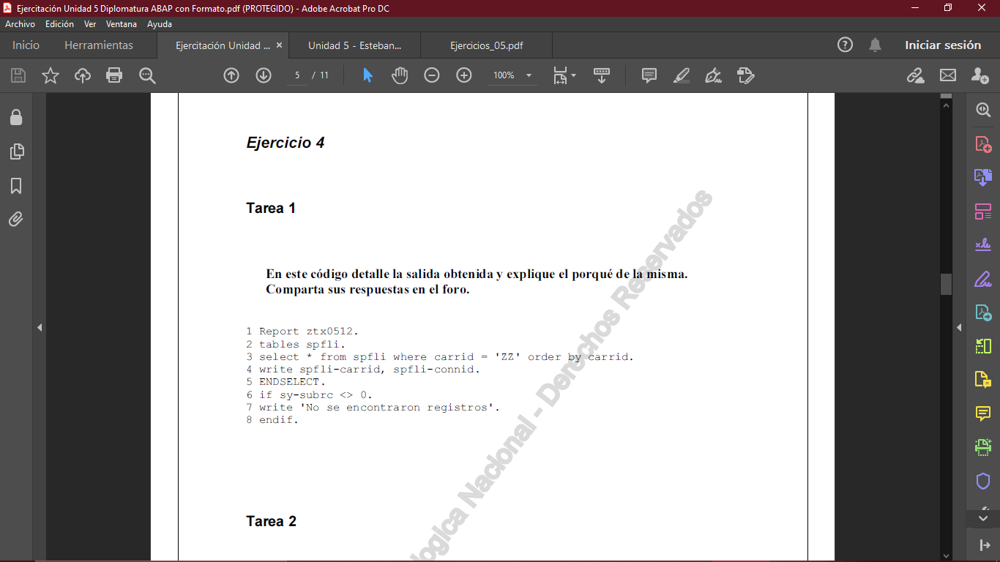 Ejercitación Unidad 5 Diplomatura ABAP con Formato.pdf (PROTEGIDO) - Adobe Acrobat Pro DC
Archivo Edición Ver Ventana Ayuda
Inicio Herramientas Ejercitación Unidad ... × Unidad 5 - Esteban... Ejercicios_05.pdf Iniciar sesión
5 / 11 100%
Ejercicio 4
Tarea 1
En este código detalle la salida obtenida y explique el porqué de la misma.
Comparta sus respuestas en el foro.
1 Report ztx0512.
2 tables spfli.
3 select * from spfli where carrid = 'ZZ' order by carrid.
4 write spfli-carrid, spfli-connid.
5 ENDSELECT.
6 if sy-subrc <> 0.
7 write 'No se encontraron registros'.
8 endif.
Tarea 2
Nacional - Derechos Reservados